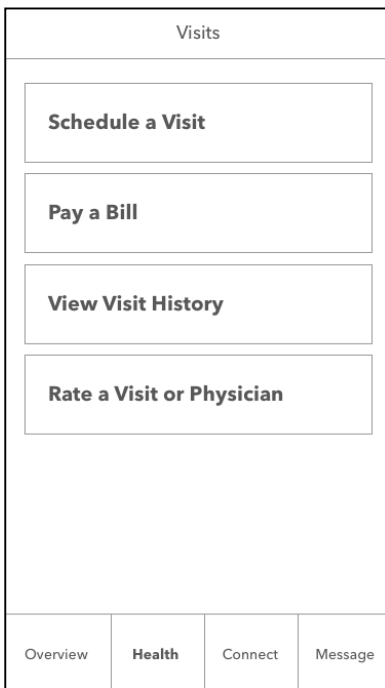 Visits
Schedule a Visit
Pay a Bill
View Visit History
Rate a Visit or Physician
Overview
Health
Connect
Message